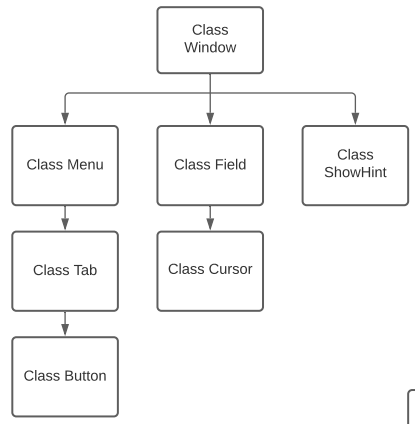 Class
Window
Class Menu
Class Field
Class
ShowHint
Class Tab
Class Cursor
Class Button